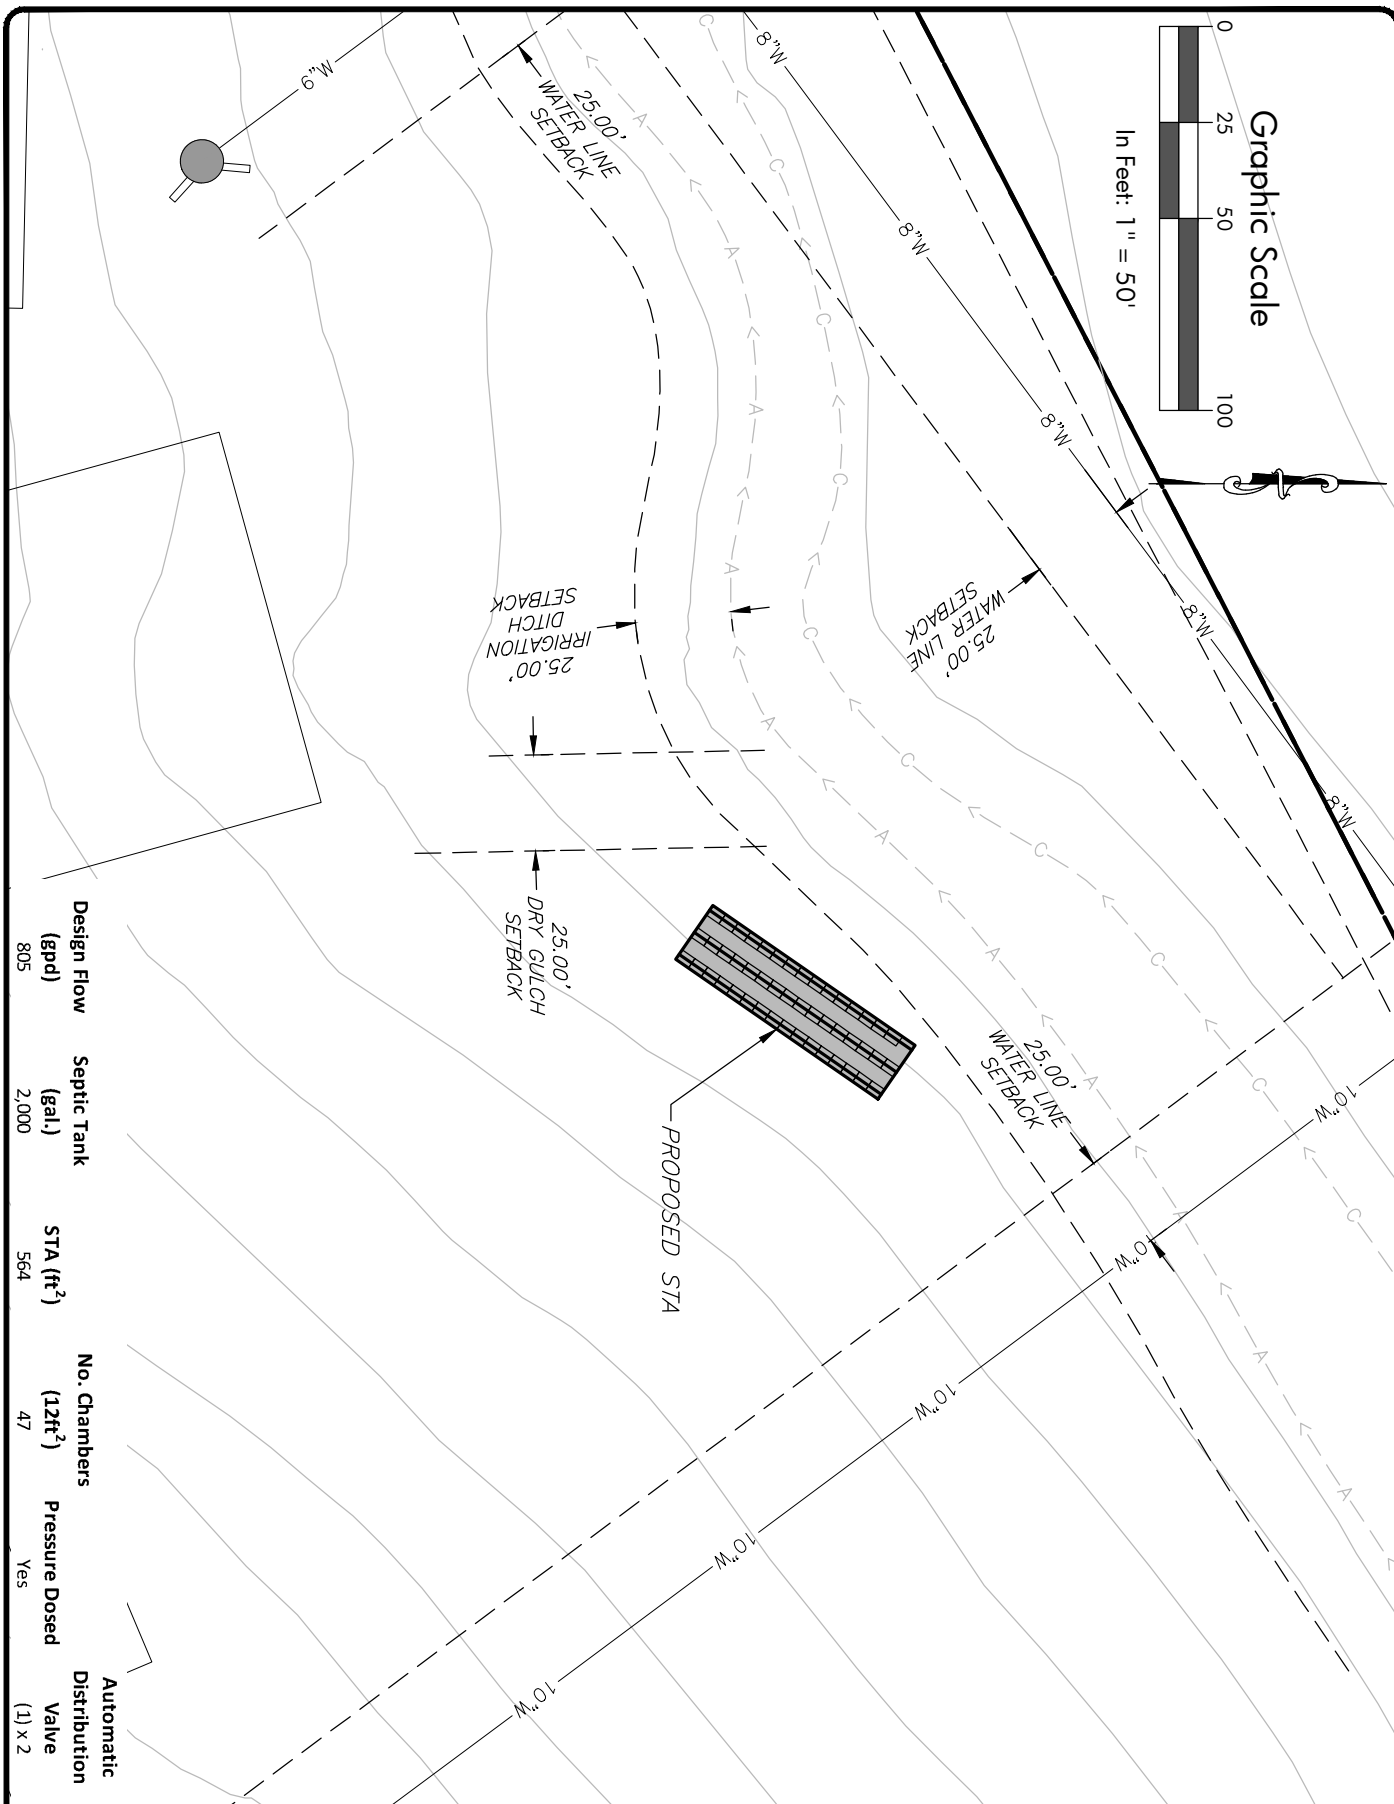 Graphic Scale
0 25 50 100
In Feet: 1" = 50'
8"W
8"W
8"W
8"W
8"W
6"W
25.00'
WATER LINE
SETBACK
25.00'
WATER LINE
SETBACK
25.00'
IRRIGATION
DITCH
SETBACK
25.00'
DRY GULCH
SETBACK
25.00'
WATER LINE
SETBACK
PROPOSED STA
10"W
10"W
10"W
10"W
10"W
C
C
C
C
C
C
C
C
C
C
A
A
A
A
A
A
A
A
A
A
A
Design Flow
(gpd)
805
Septic Tank
(gal.)
2,000
STA (ft²)
564
No. Chambers
(12ft²)
47
Pressure Dosed
Yes
Automatic
Distribution
Valve
(1) x 2